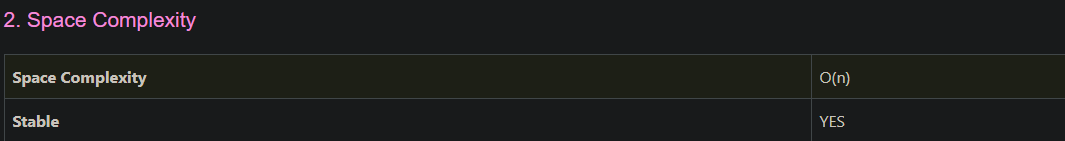 2. Space Complexity
Space Complexity O(n)
Stable YES